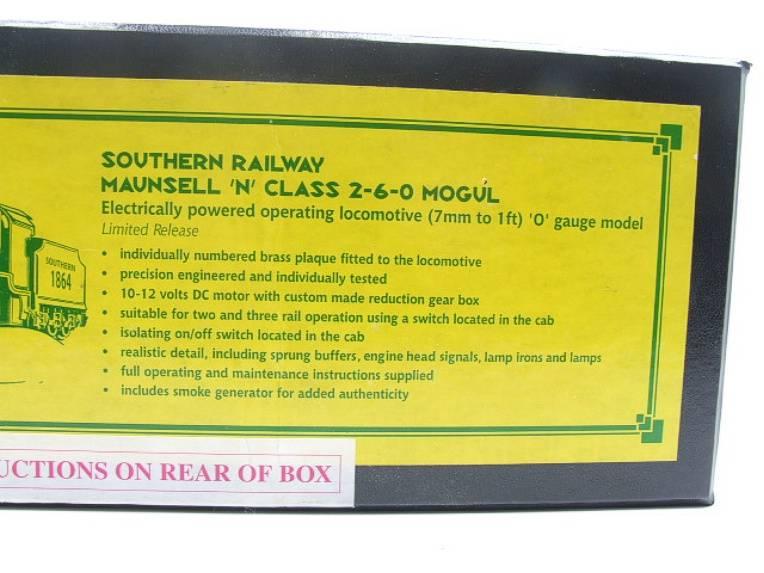 SOUTHERN RAILWAY
MAUNSELL 'N' CLASS 2-6-0 MOGUL
Electrically powered operating locomotive (7mm to 1ft) 'O' gauge model
Limited Release
• individually numbered brass plaque fitted to the locomotive
• precision engineered and individually tested
• 10-12 volts DC motor with custom made reduction gear box
• suitable for two and three rail operation using a switch located in the cab
• isolating on/off switch located in the cab
• realistic detail, including sprung buffers, engine head signals, lamp irons and lamps
• full operating and maintenance instructions supplied
• includes smoke generator for added authenticity
SOUTHERN
1864
UCTIONS ON REAR OF BOX